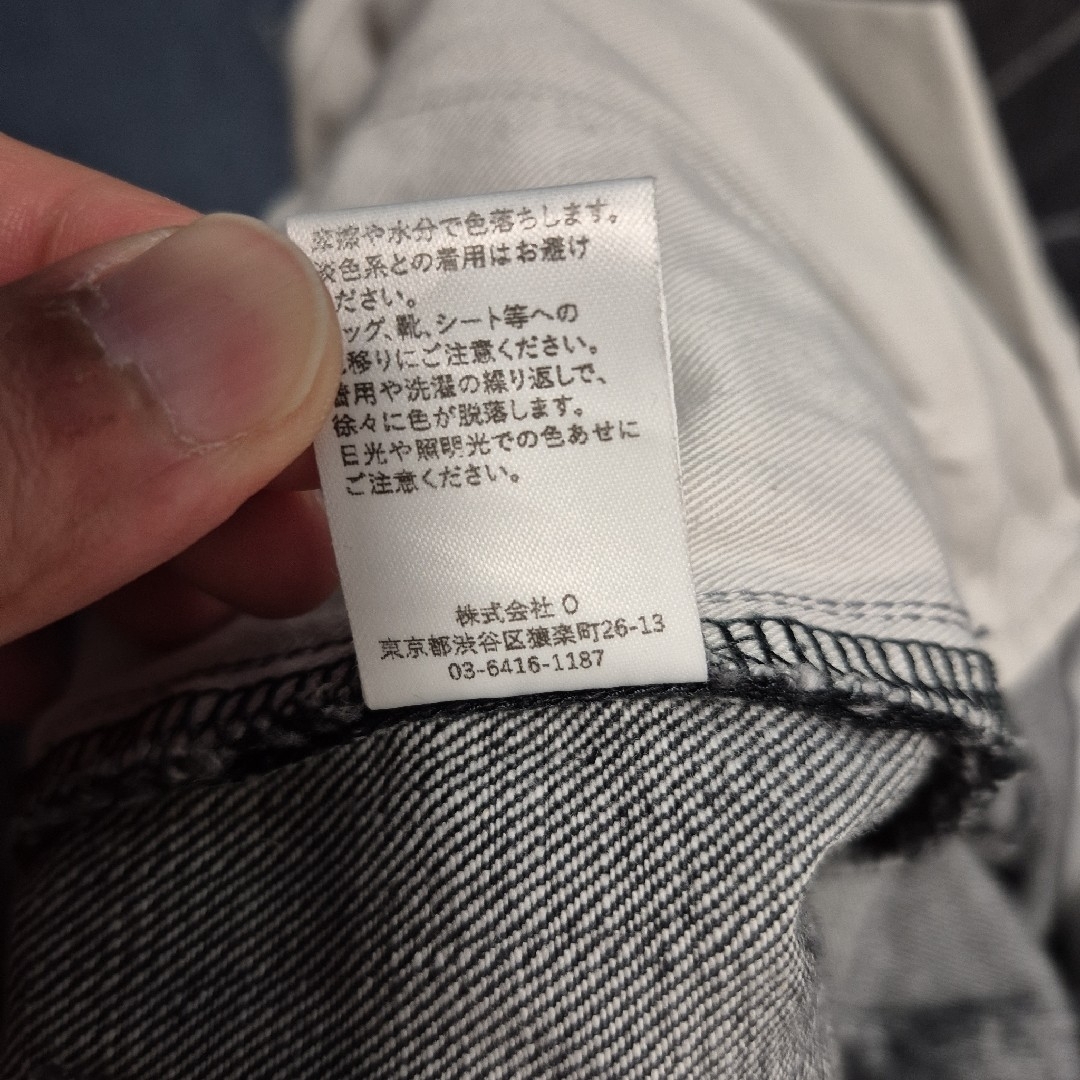 摩擦や水分で色落ちします。
淡色系との着用はお避け
ださい。
ッグ、靴、シート等への
移りにご注意ください。
着用や洗濯の繰り返しで、
徐々に色が脱落します。
日光や照明光での色あせに
ご注意ください。
株式会社 O
東京都渋谷区猿楽町26-13
03-6416-1187